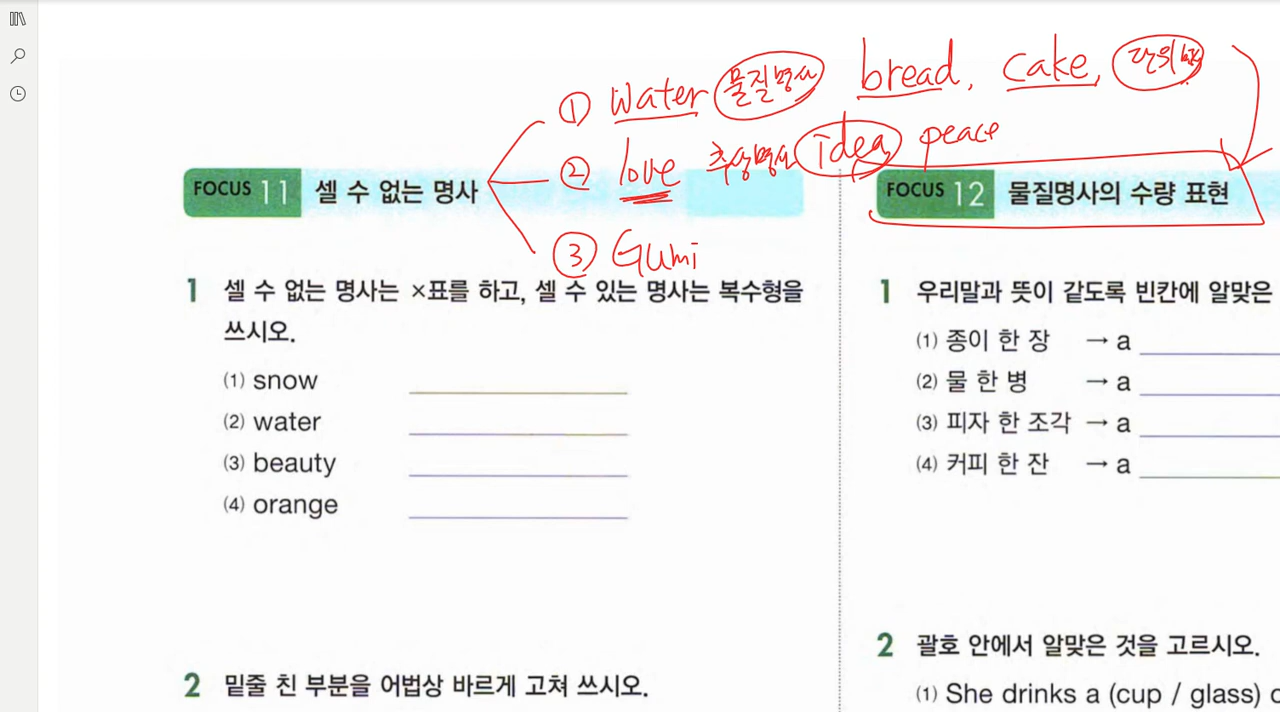 ① water 물질명사 bread, cake, 단위명사
② love 추상명사 idea peace
③ Gumi
FOCUS 11 셀 수 없는 명사
1 셀 수 없는 명사는 ×표를 하고, 셀 수 있는 명사는 복수형을
쓰시오.
(1) snow
(2) water
(3) beauty
(4) orange
2 밑줄 친 부분을 어법상 바르게 고쳐 쓰시오.
FOCUS 12 물질명사의 수량 표현
1 우리말과 뜻이 같도록 빈칸에 알맞은
(1) 종이 한 장 → a
(2) 물 한 병 → a
(3) 피자 한 조각 → a
(4) 커피 한 잔 → a
2 괄호 안에서 알맞은 것을 고르시오.
(1) She drinks a (cup / glass)